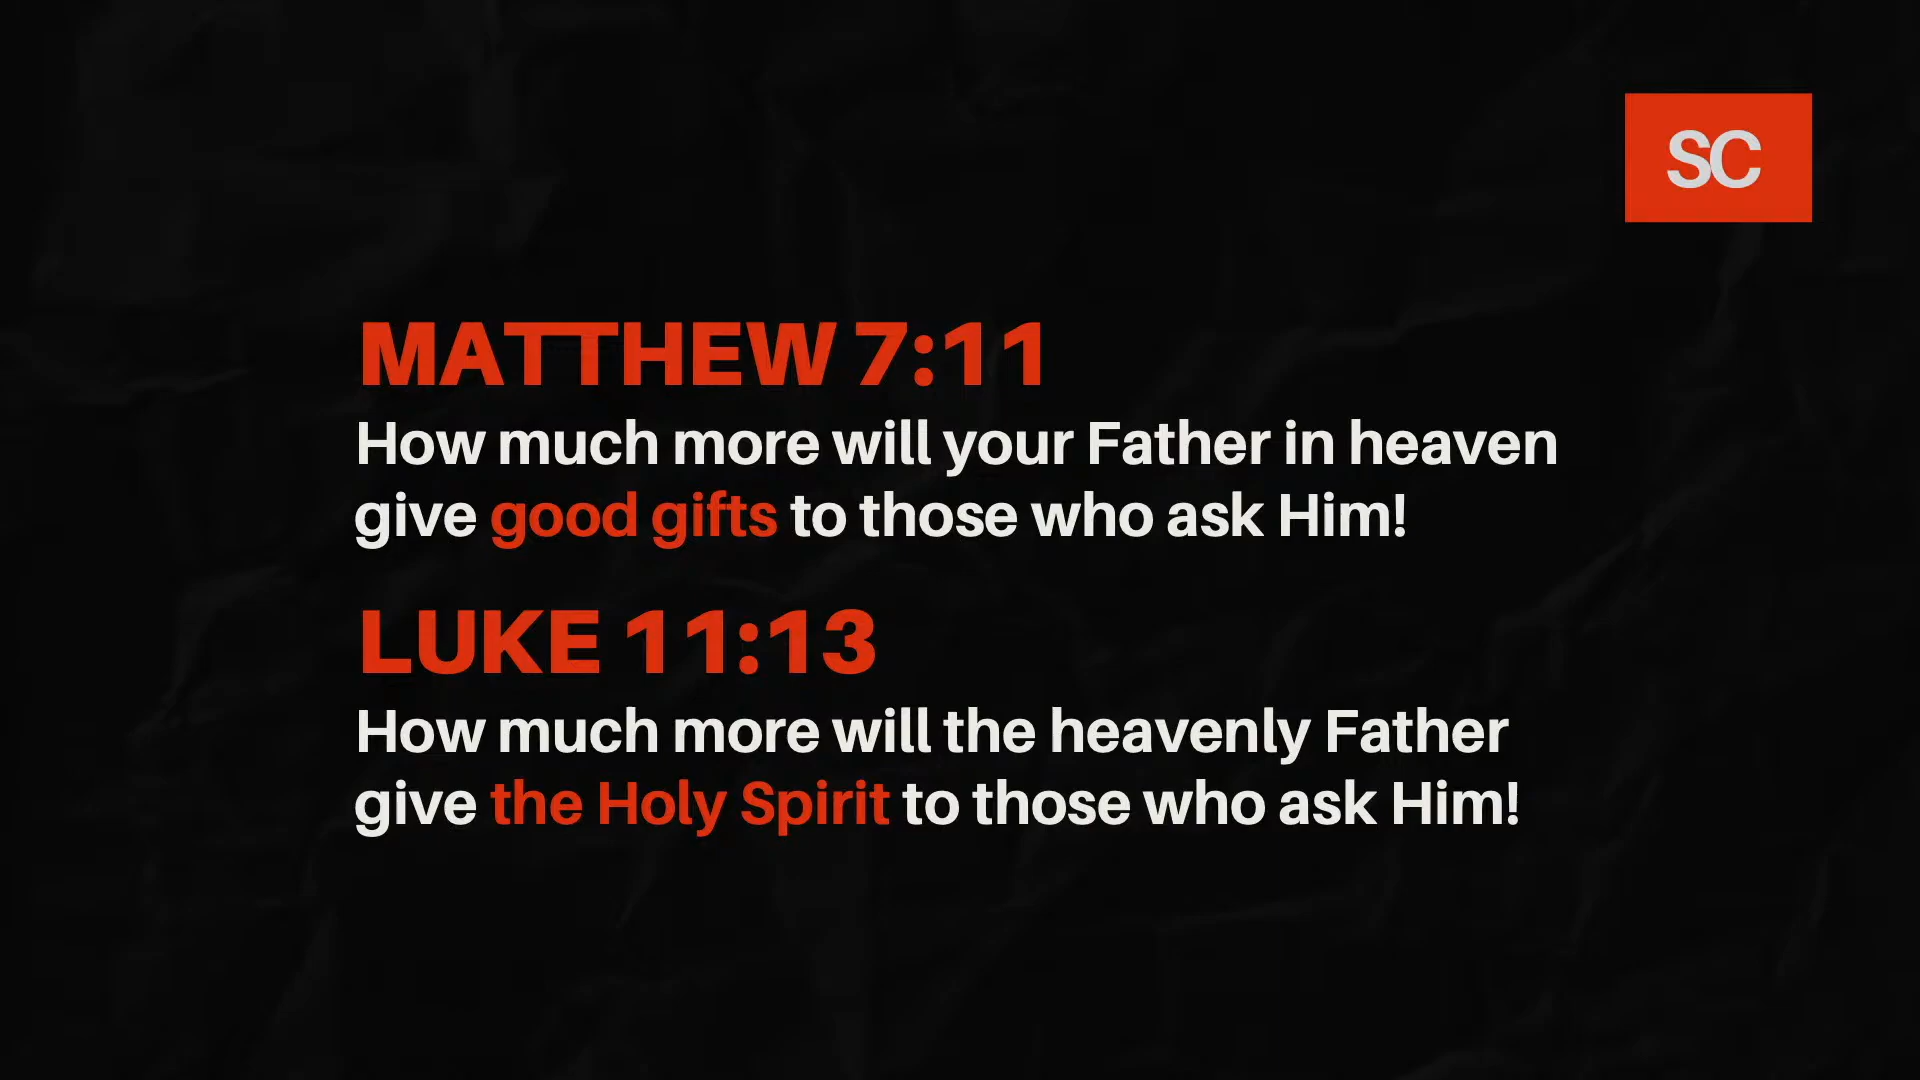 SC
MATTHEW 7:11
How much more will your Father in heaven
give good gifts to those who ask Him!
LUKE 11:13
How much more will the heavenly Father
give the Holy Spirit to those who ask Him!